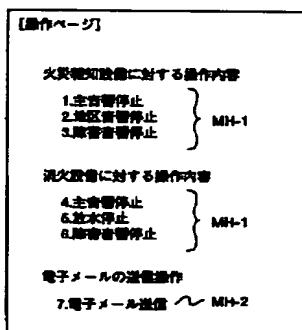 [操作ページ]
火災報知設備に対する操作内容
1.主音響停止
2.地区音響停止
3.障害音響停止
MH-1
消火設備に対する操作内容
4.主音響停止
5.放水停止
6.障害音響停止
MH-1
電子メールの送信操作
7.電子メール送信 MH-2